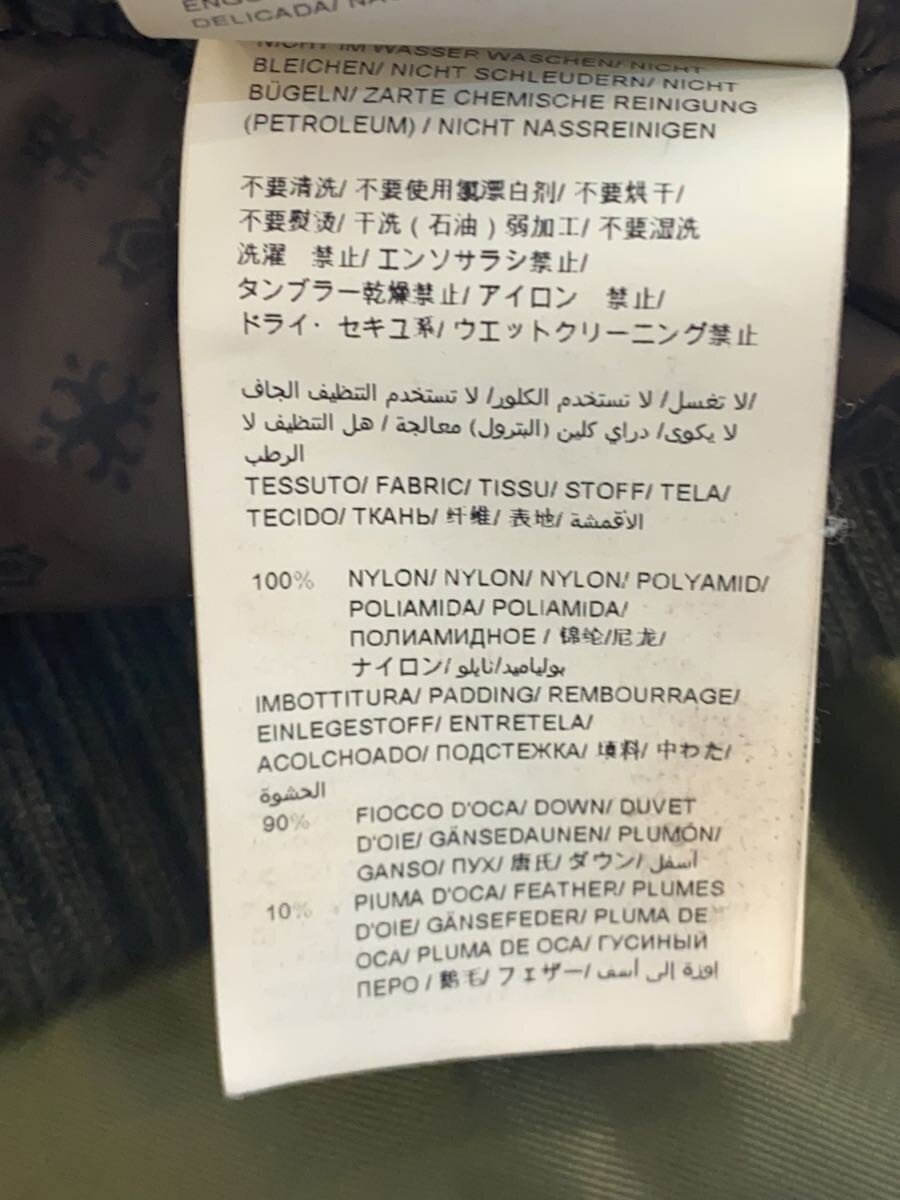 DELICADA/
NICHT IM WASSER WASCHEN/ NICHT
BLEICHEN/ NICHT SCHLEUDERN/ NICHT
BÜGELN/ ZARTE CHEMISCHE REINIGUNG
(PETROLEUM) / NICHT NASSREINIGEN
不要清洗/ 不要使用氯漂白剂/ 不要烘干/
不要熨烫/ 干洗（石油）弱加工/ 不要湿洗
洗濯　禁止/ エンソサラシ禁止/
タンブラー乾燥禁止/ アイロン　禁止/
ドライ・セキユ系/ ウエットクリーニング禁止
لا تغسل/ لا تستخدم الكلور/ لا تستخدم التنظيف الجاف/
لا يكوى/ دراي كلين (البترول) معالجة / هل التنظيف لا
الرطب
TESSUTO/ FABRIC/ TISSU/ STOFF/ TELA/
TECIDO/ ТКАНЬ/ 纤维/ 表地/ الأقمشة
100% NYLON/ NYLON/ NYLON/ POLYAMID/
POLIAMIDA/ POLIAMIDA/
ПОЛИАМИДНОЕ / 锦纶/尼龙/
ナイロン/ بولياميد/نايلو
IMBOTTITURA/ PADDING/ REMBOURRAGE/
EINLEGESTOFF/ ENTRETELA/
ACOLCHOADO/ ПОДСТЕЖКА/ 填料/ 中わた/
الحشوة
90% FIOCCO D'OCA/ DOWN/ DUVET
D'OIE/ GÄNSEDAUNEN/ PLUMÓN/
GANSO/ ПУХ/ 唐氏/ ダウン/ أسفل/
10% PIUMA D'OCA/ FEATHER/ PLUMES
D'OIE/ GÄNSEFEDER/ PLUMA DE
OCA/ PLUMA DE OCA/ ГУСИНЫЙ
ПЕРО / 鹅毛/ フェザー/ اوزة إلى أسف